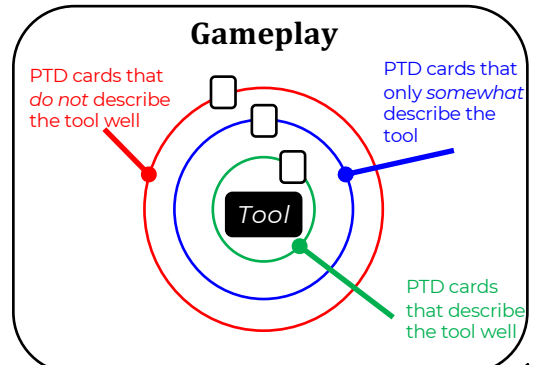 Gameplay
PTD cards that
do not describe
the tool well
PTD cards that
only somewhat
describe the
tool
Tool
PTD cards
that describe
the tool well